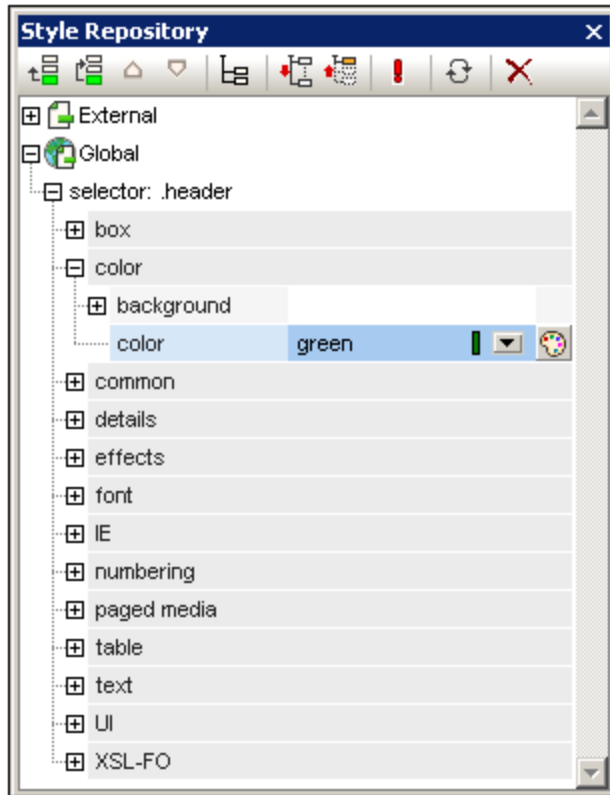 Style Repository
External
Global
selector: .header
box
color
background
color green
common
details
effects
font
IE
numbering
paged media
table
text
UI
XSL-FO